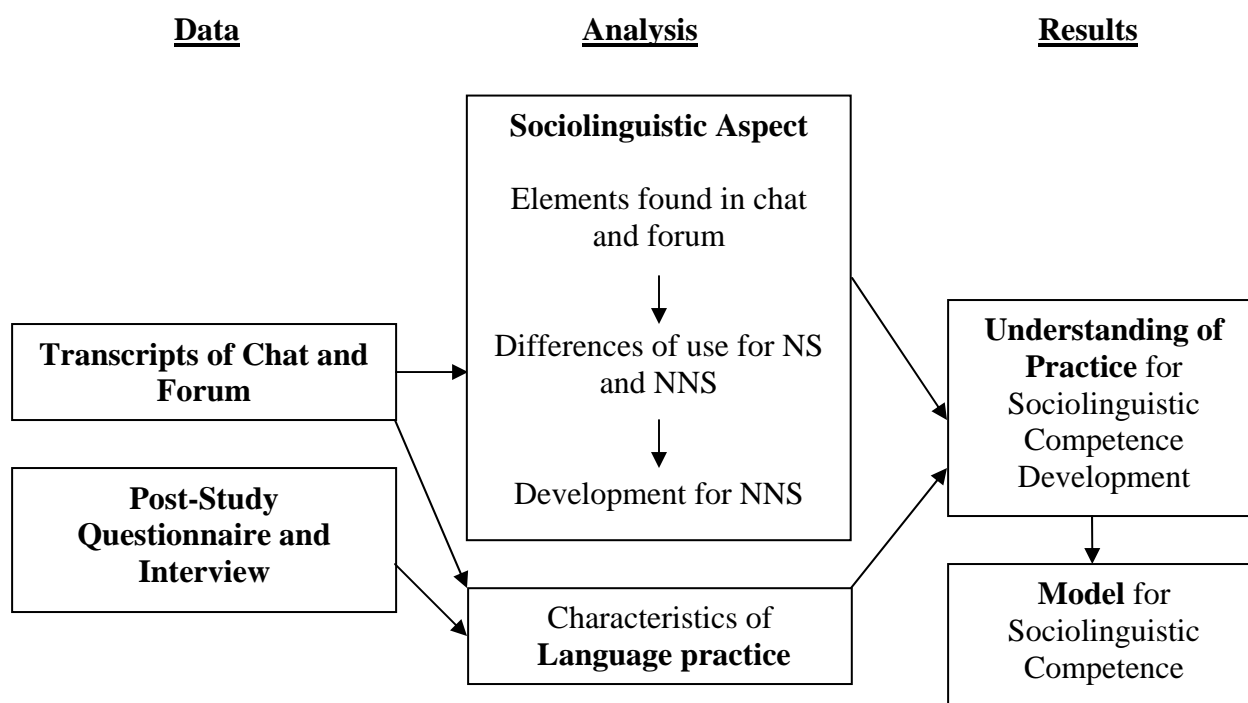 Data
Analysis
Results
Transcripts of Chat and
Forum
Post-Study
Questionnaire and
Interview
Sociolinguistic Aspect
Elements found in chat
and forum
Differences of use for NS
and NNS
Development for NNS
Characteristics of
Language practice
Understanding of
Practice for
Sociolinguistic
Competence
Development
Model for
Sociolinguistic
Competence